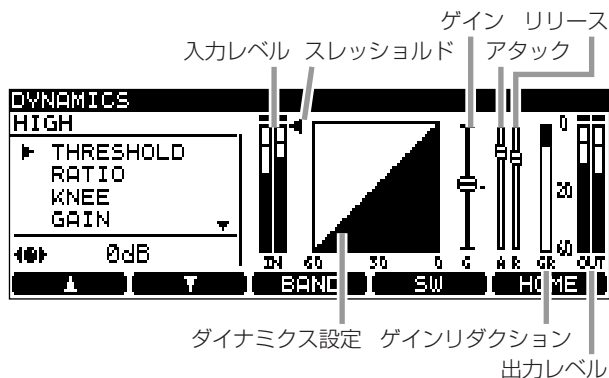 ゲイン リリース
入力レベル スレッショルド アタック
DYNAMICS
HIGH
THRESHOLD
RATIO
KNEE
GAIN
0dB
0
20
60
IN 60 30 0 G A R GR OUT
BAND SW HOME
ダイナミクス設定 ゲインリダクション
出力レベル